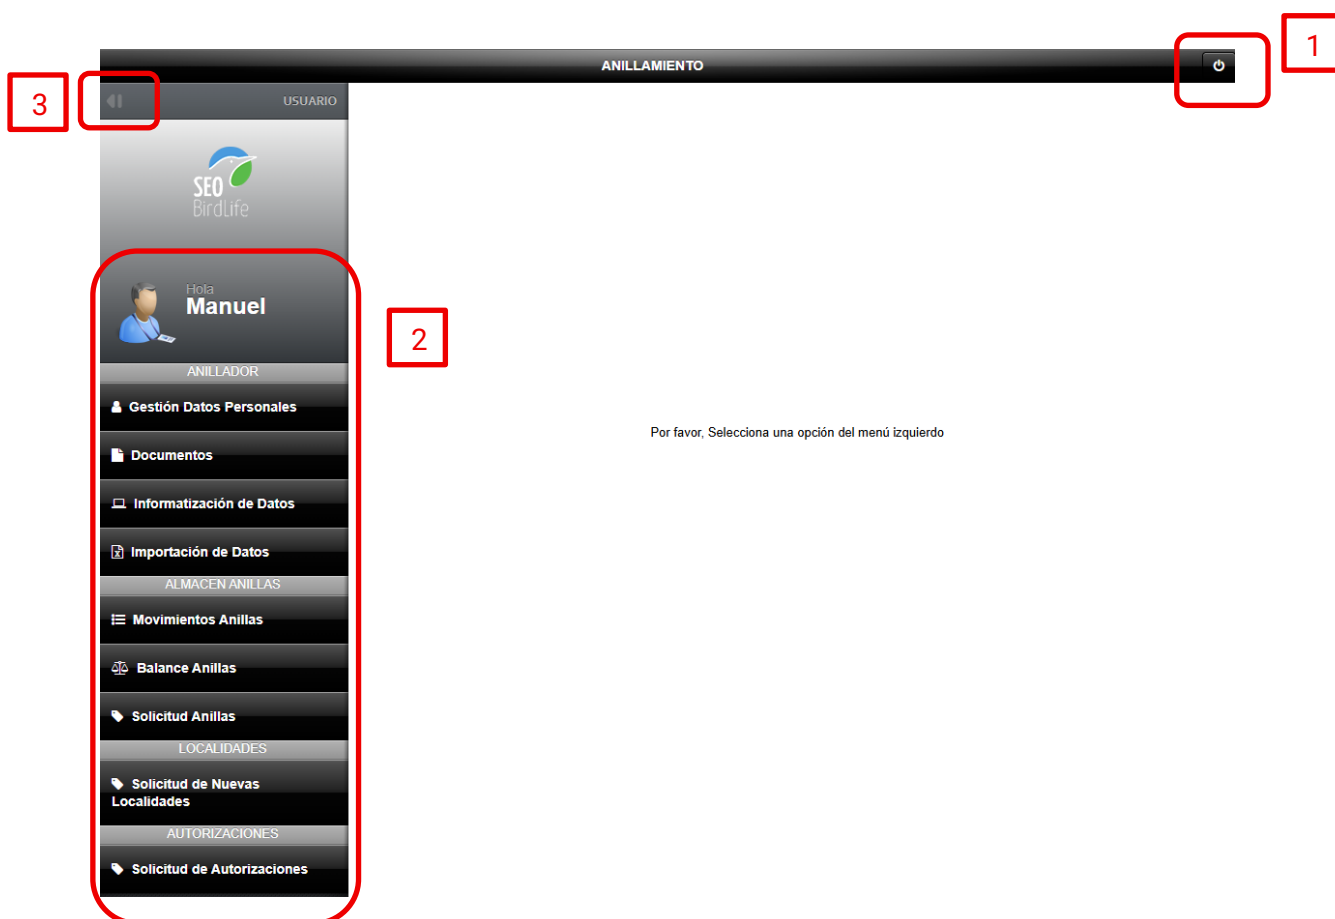 1
ANILLAMIENTO
3
USUARIO
SEO
BirdLife
Hola
Manuel
2
ANILLADOR
Gestión Datos Personales
Por favor, Selecciona una opción del menú izquierdo
Documentos
Informatización de Datos
Importación de Datos
ALMACEN ANILLAS
Movimientos Anillas
Balance Anillas
Solicitud Anillas
LOCALIDADES
Solicitud de Nuevas
Localidades
AUTORIZACIONES
Solicitud de Autorizaciones